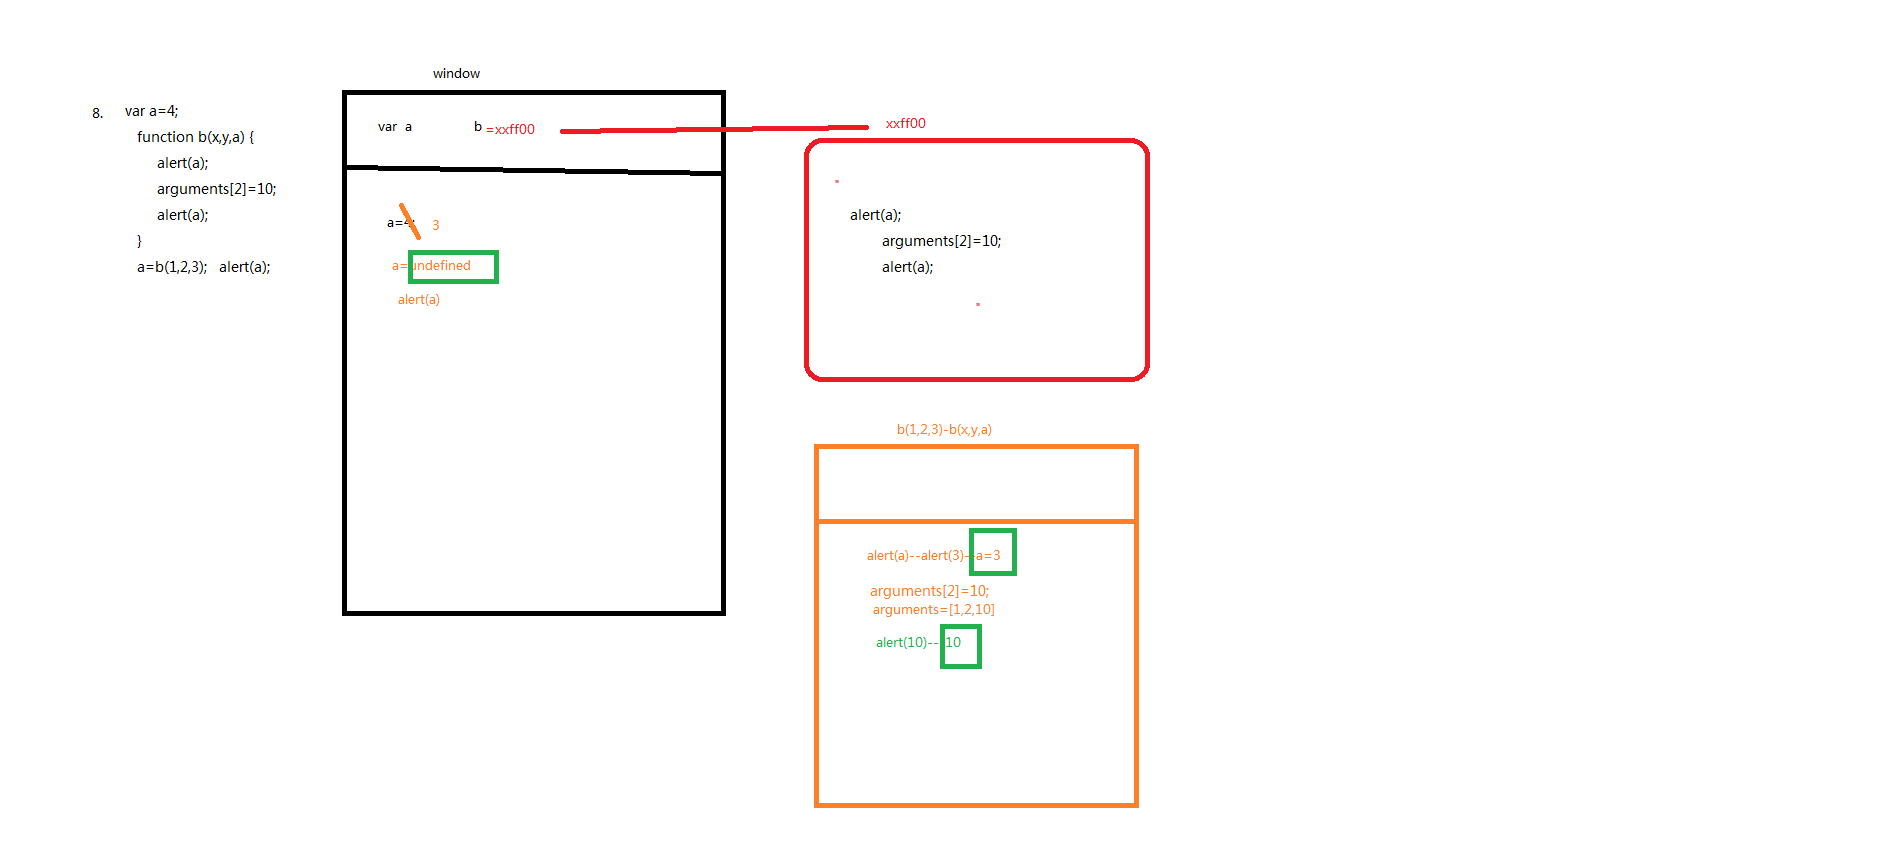 8.
var a=4;
function b(x,y,a) {
alert(a);
arguments[2]=10;
alert(a);
}
a=b(1,2,3); alert(a);
window
var a b =xxff00
a=4; 3
a=undefined
alert(a)
xxff00
alert(a);
arguments[2]=10;
alert(a);
b(1,2,3)-b(x,y,a)
alert(a)--alert(3)--a=3
arguments[2]=10;
arguments=[1,2,10]
alert(10)--10